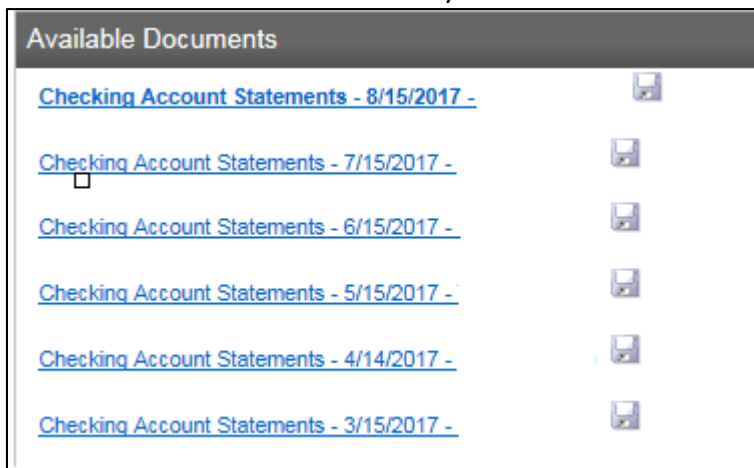 Available Documents
Checking Account Statements - 8/15/2017 -
Checking Account Statements - 7/15/2017 -
Checking Account Statements - 6/15/2017 -
Checking Account Statements - 5/15/2017 -
Checking Account Statements - 4/14/2017 -
Checking Account Statements - 3/15/2017 -